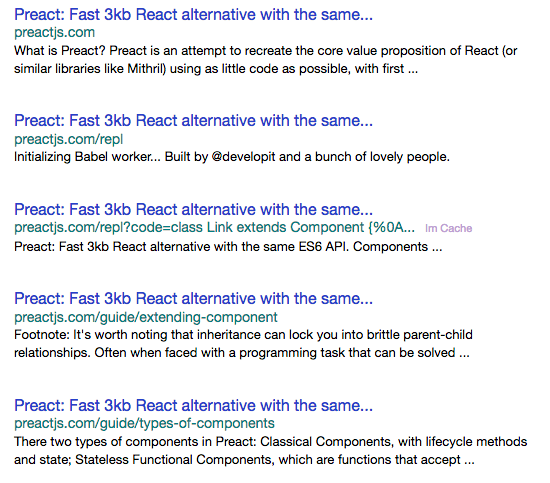 Preact: Fast 3kb React alternative with the same...
preactjs.com
What is Preact? Preact is an attempt to recreate the core value proposition of React (or
similar libraries like Mithril) using as little code as possible, with first ...
Preact: Fast 3kb React alternative with the same...
preactjs.com/repl
Initializing Babel worker... Built by @developit and a bunch of lovely people.
Preact: Fast 3kb React alternative with the same...
preactjs.com/repl?code=class Link extends Component {%0A... Im Cache
Preact: Fast 3kb React alternative with the same ES6 API. Components ...
Preact: Fast 3kb React alternative with the same...
preactjs.com/guide/extending-component
Footnote: It's worth noting that inheritance can lock you into brittle parent-child
relationships. Often when faced with a programming task that can be solved ...
Preact: Fast 3kb React alternative with the same...
preactjs.com/guide/types-of-components
There two types of components in Preact: Classical Components, with lifecycle methods
and state; Stateless Functional Components, which are functions that accept ...